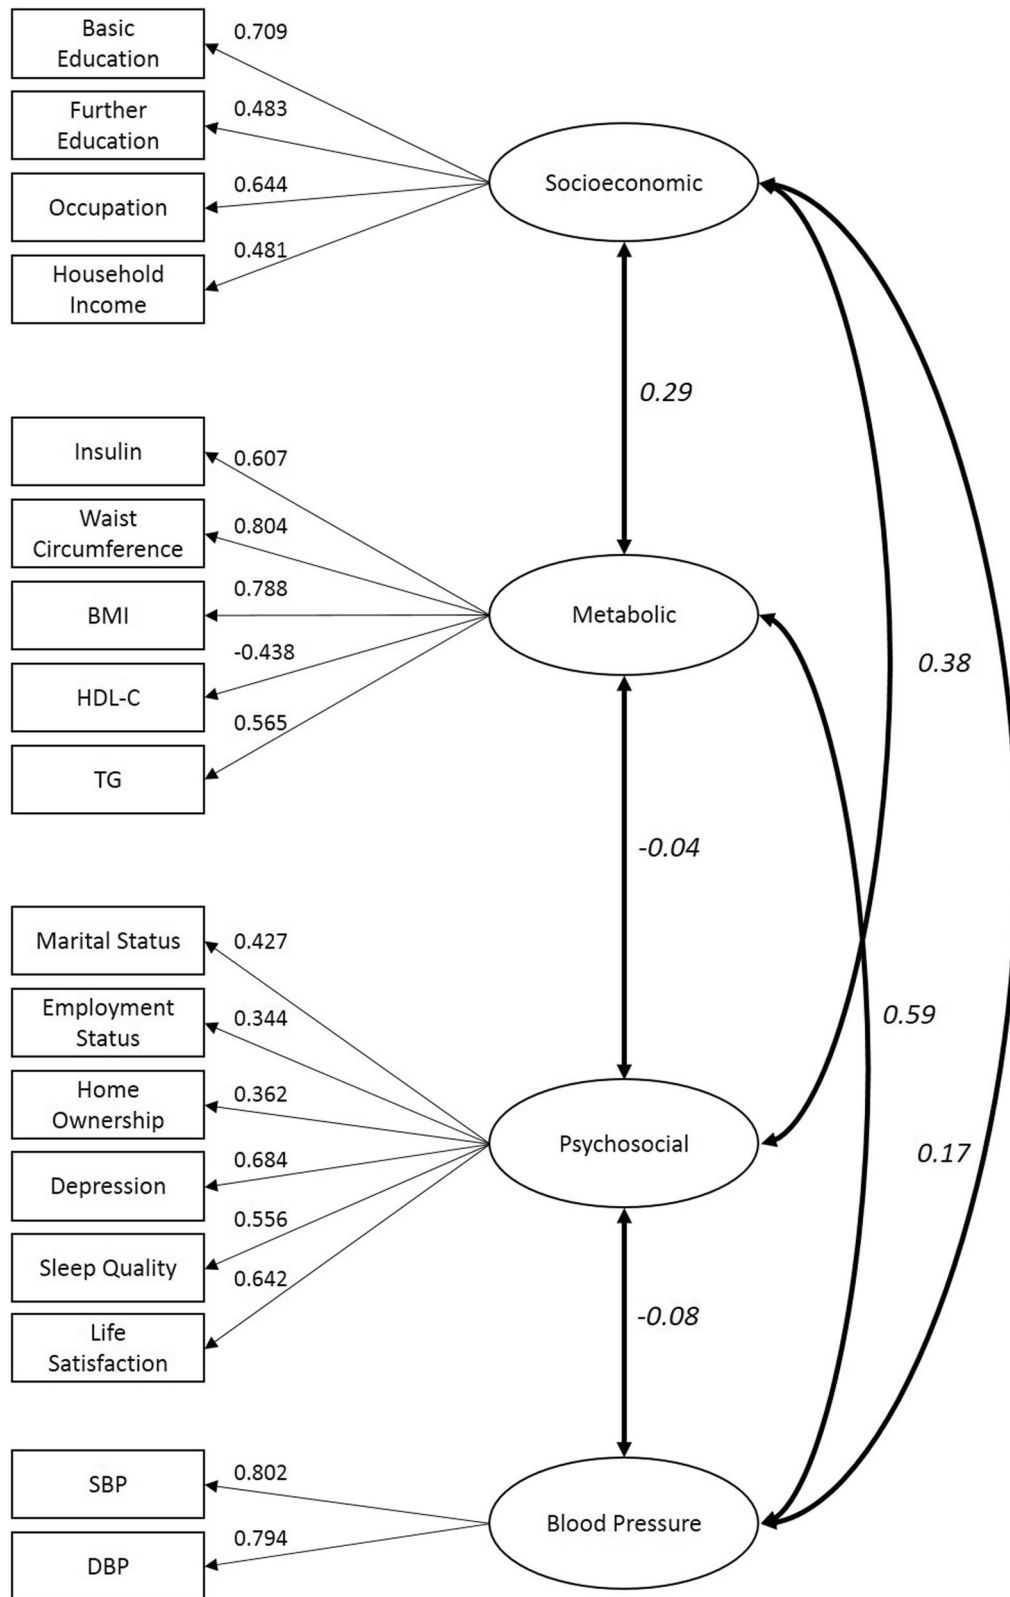 Basic
Education
0.709
Further
Education
0.483
Occupation
0.644
Household
Income
0.481
Socioeconomic
0.29
Insulin
0.607
Waist
Circumference
0.804
BMI
0.788
HDL-C
-0.438
TG
0.565
Metabolic
0.38
-0.04
Marital Status
0.427
Employment
Status
0.344
Home
Ownership
0.362
Depression
0.684
Sleep Quality
0.556
Life
Satisfaction
0.642
Psychosocial
0.59
0.17
-0.08
SBP
0.802
DBP
0.794
Blood Pressure